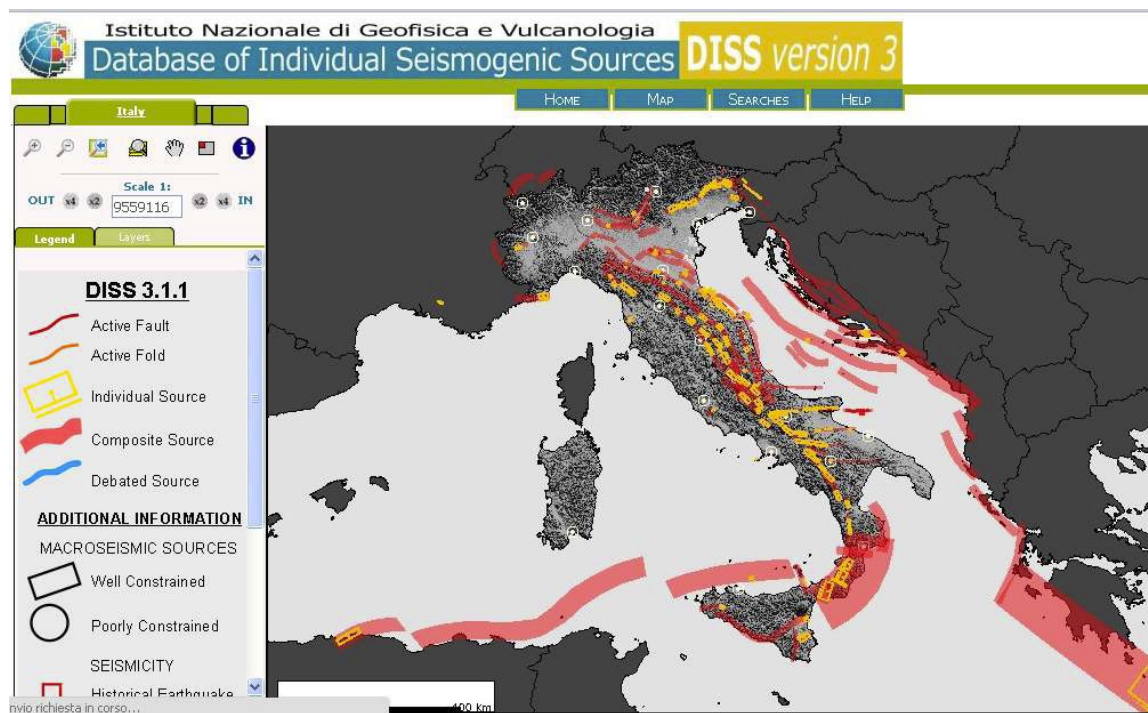 Istituto Nazionale di Geofisica e Vulcanologia
Database of Individual Seismogenic Sources DISS version 3
HOME MAP SEARCHES HELP
Italy
Scale 1:
OUT x4 x2 9559116 x2 x4 IN
Legend Layers
DISS 3.1.1
Active Fault
Active Fold
Individual Source
Composite Source
Debated Source
ADDITIONAL INFORMATION
MACROSEISMIC SOURCES
Well Constrained
Poorly Constrained
SEISMICITY
Historical Earthquake
nvio richiesta in corso...
400 km